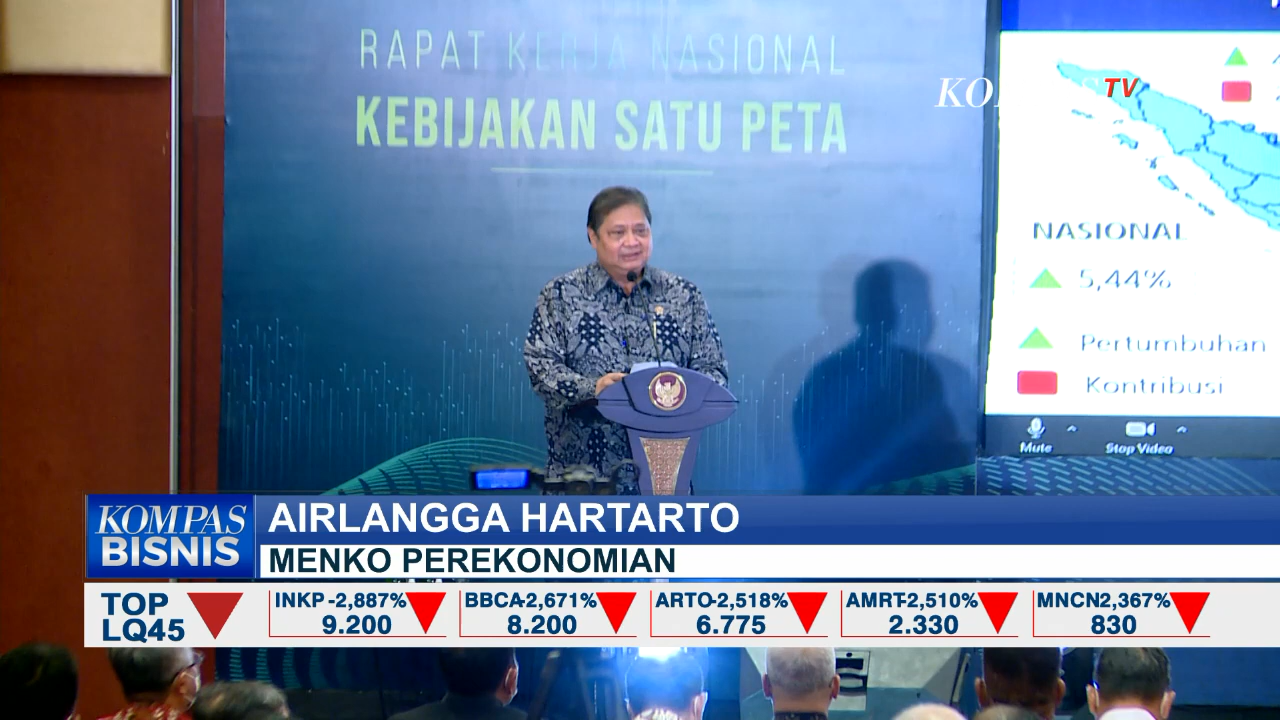 RAPAT KERJA NASIONAL
KEBIJAKAN SATU PETA
KOMPAS TV
NASIONAL
5,44%
Pertumbuhan
Kontribusi
Mute
Stop Video
KOMPAS
BISNIS
AIRLANGGA HARTARTO
MENKO PEREKONOMIAN
TOP
LQ45
INKP -2,887%
9.200
BBCA-2,671%
8.200
ARTO-2,518%
6.775
AMRT-2,510%
2.330
MNCN2,367%
830